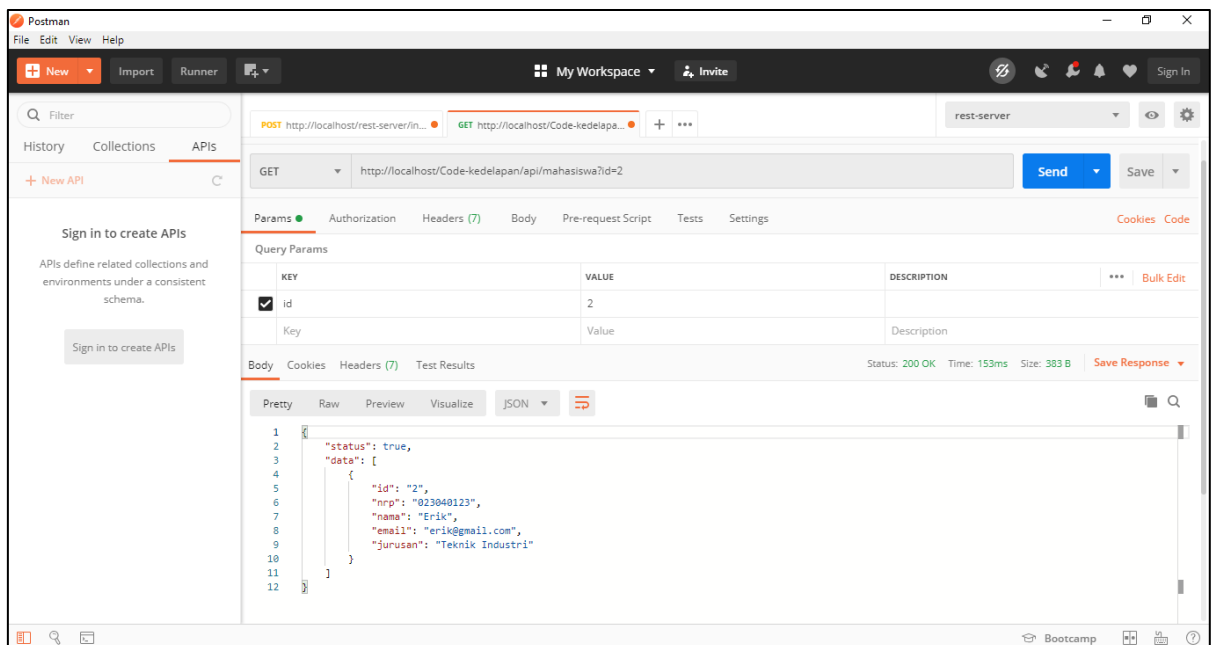 Postman
File Edit View Help
New Import Runner My Workspace Invite Sign In
Filter
History Collections APIs
+ New API
Sign in to create APIs
APIs define related collections and
environments under a consistent
schema.
Sign in to create APIs
POST http://localhost/rest-server/in... GET http://localhost/Code-kedelapa... + ••• rest-server
GET http://localhost/Code-kedelapan/api/mahasiswa?id=2 Send Save
Params Authorization Headers (7) Body Pre-request Script Tests Settings Cookies Code
Query Params
KEY VALUE DESCRIPTION ••• Bulk Edit
id 2
Key Value Description
Body Cookies Headers (7) Test Results Status: 200 OK Time: 153ms Size: 383 B Save Response
Pretty Raw Preview Visualize JSON
1 {
2 "status": true,
3 "data": [
4 {
5 "id": "2",
6 "nrp": "023040123",
7 "nama": "Erik",
8 "email": "erik@gmail.com",
9 "jurusan": "Teknik Industri"
10 }
11 ]
12 }
Bootcamp